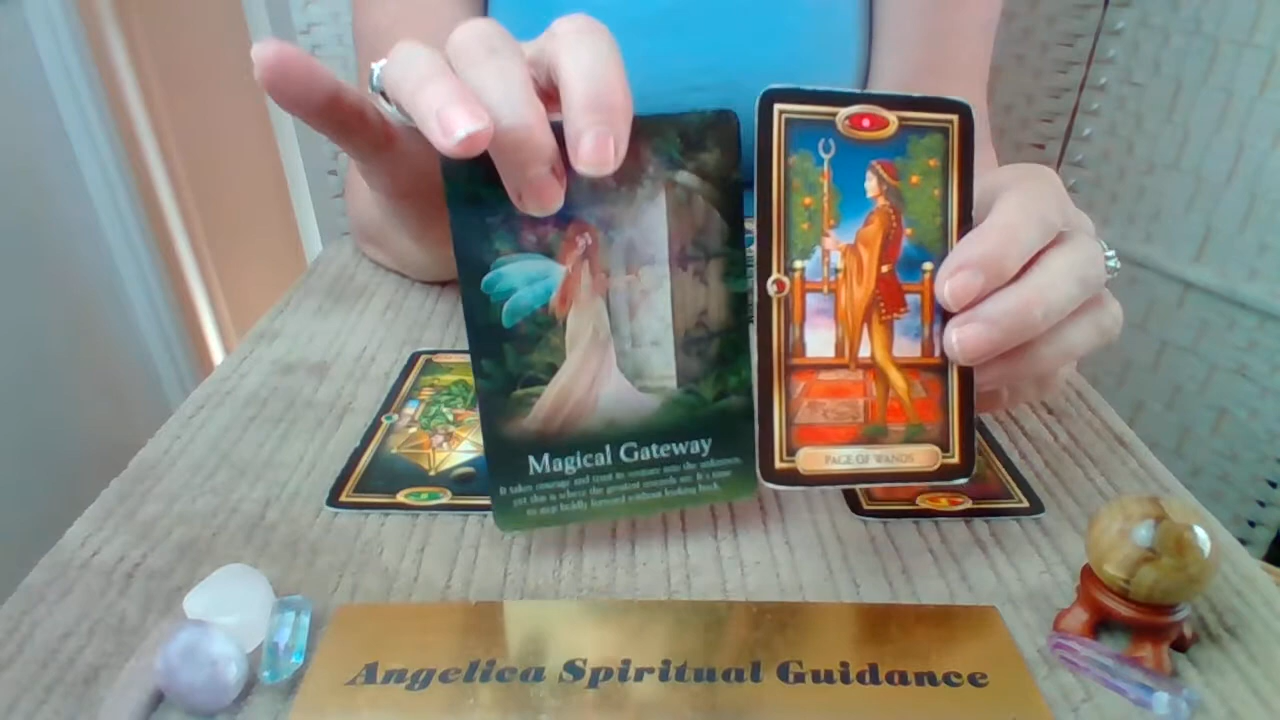 Magical Gateway
It takes courage and trust to venture into the unknown,
yet this is where the greatest rewards are. It's time
to step boldly forward without looking back.
PAGE OF WANDS
Angelica Spiritual Guidance